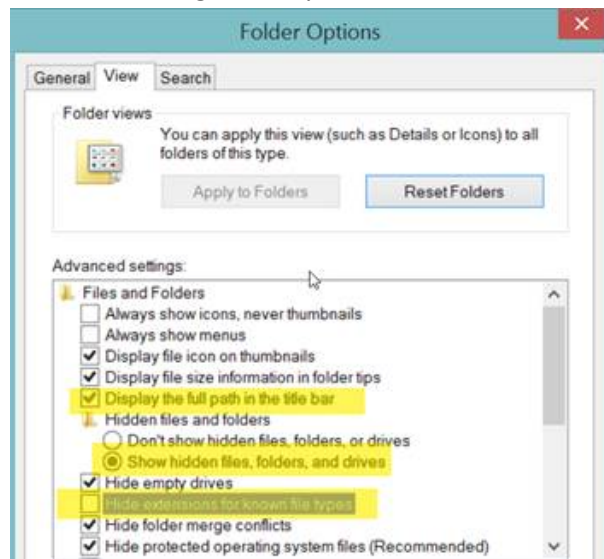 Folder Options
General View Search
Folder views
You can apply this view (such as Details or Icons) to all
folders of this type.
Apply to Folders Reset Folders
Advanced settings:
Files and Folders
Always show icons, never thumbnails
Always show menus
Display file icon on thumbnails
Display file size information in folder tips
Display the full path in the title bar
Hidden files and folders
Don't show hidden files, folders, or drives
Show hidden files, folders, and drives
Hide empty drives
Hide extensions for known file types
Hide folder merge conflicts
Hide protected operating system files (Recommended)